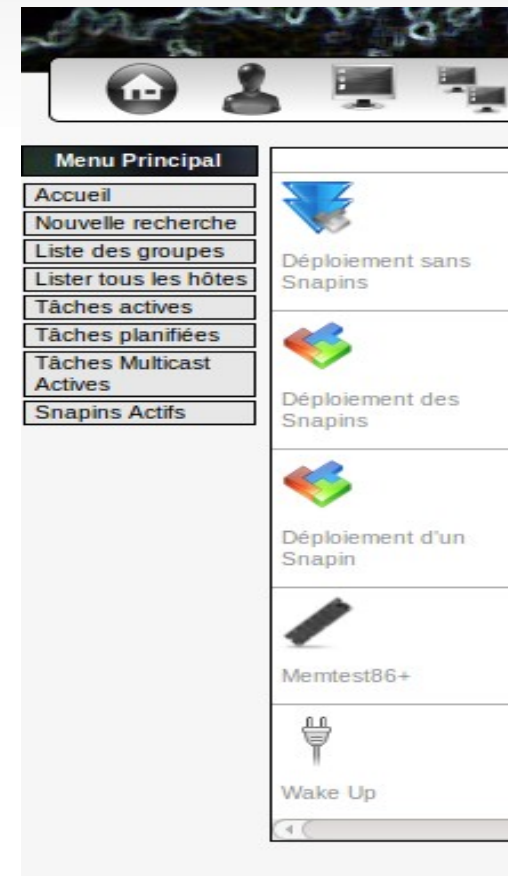 Menu Principal
Accueil
Nouvelle recherche
Liste des groupes
Lister tous les hôtes
Tâches actives
Tâches planifiées
Tâches Multicast
Actives
Snapins Actifs
Déploiement sans
Snapins
Déploiement des
Snapins
Déploiement d'un
Snapin
Memtest86+
Wake Up